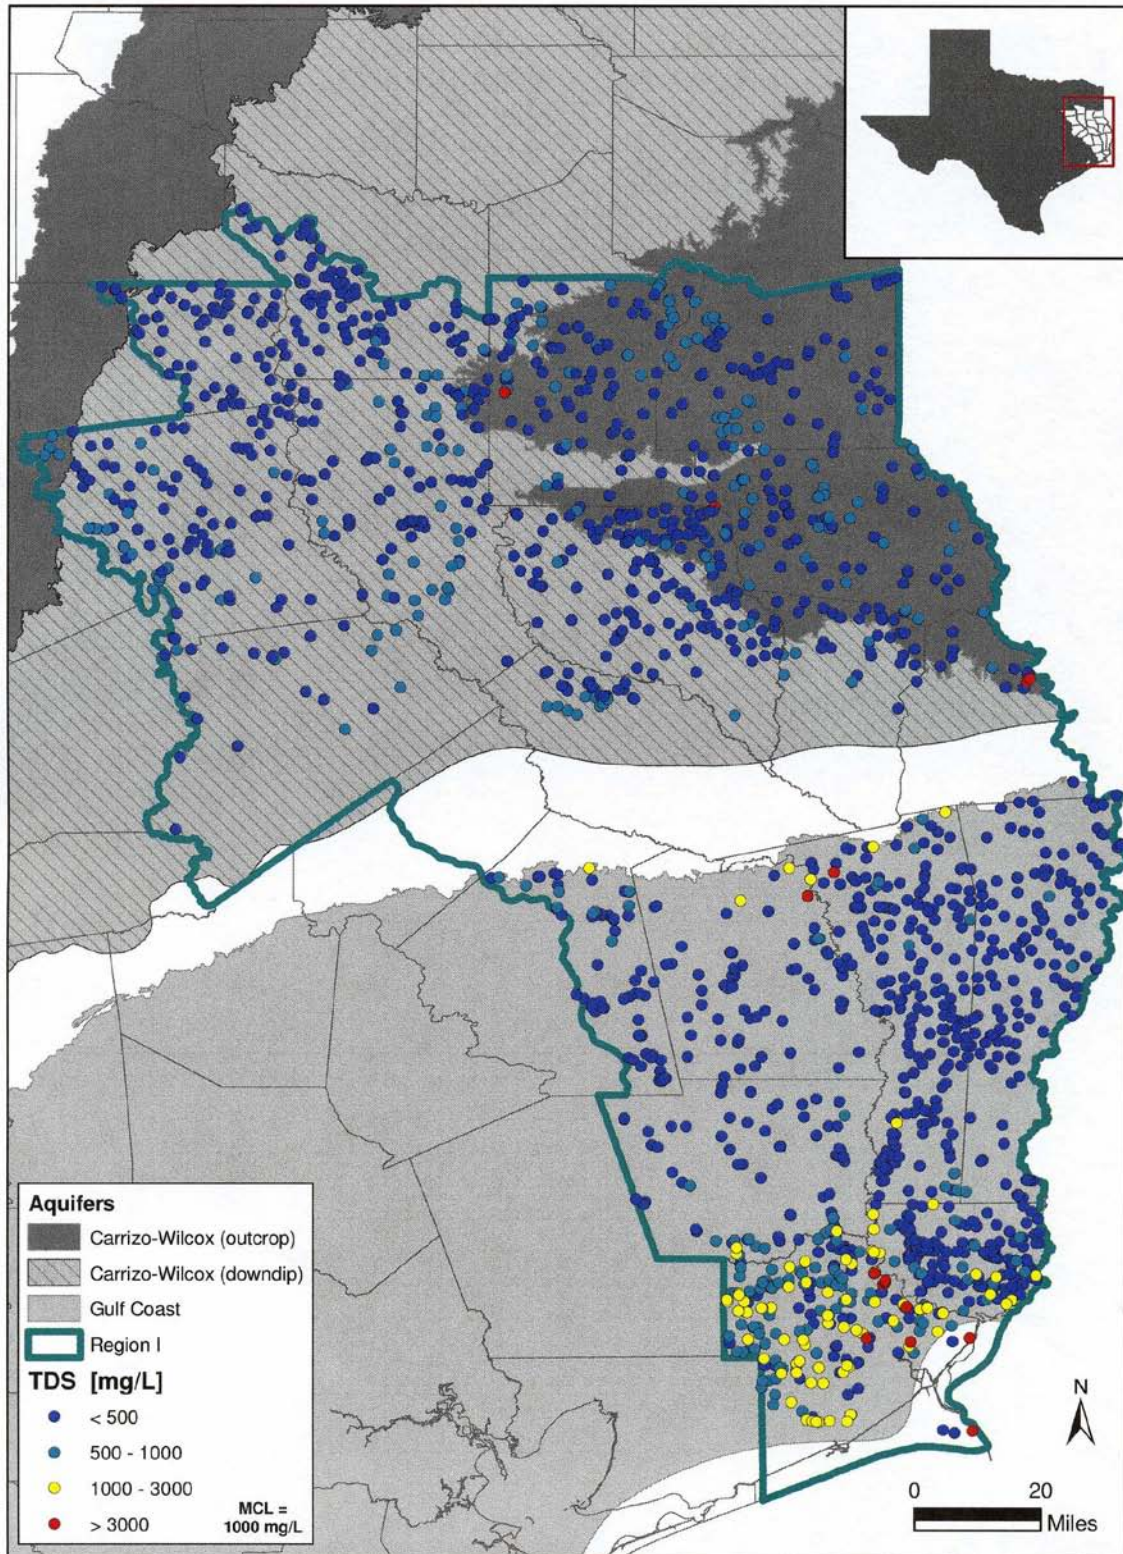 Aquifers
Carrizo-Wilcox (outcrop)
Carrizo-Wilcox (downdip)
Gulf Coast
Region I
TDS [mg/L]
< 500
500 - 1000
1000 - 3000
> 3000
MCL =
1000 mg/L
N
0 20
Miles